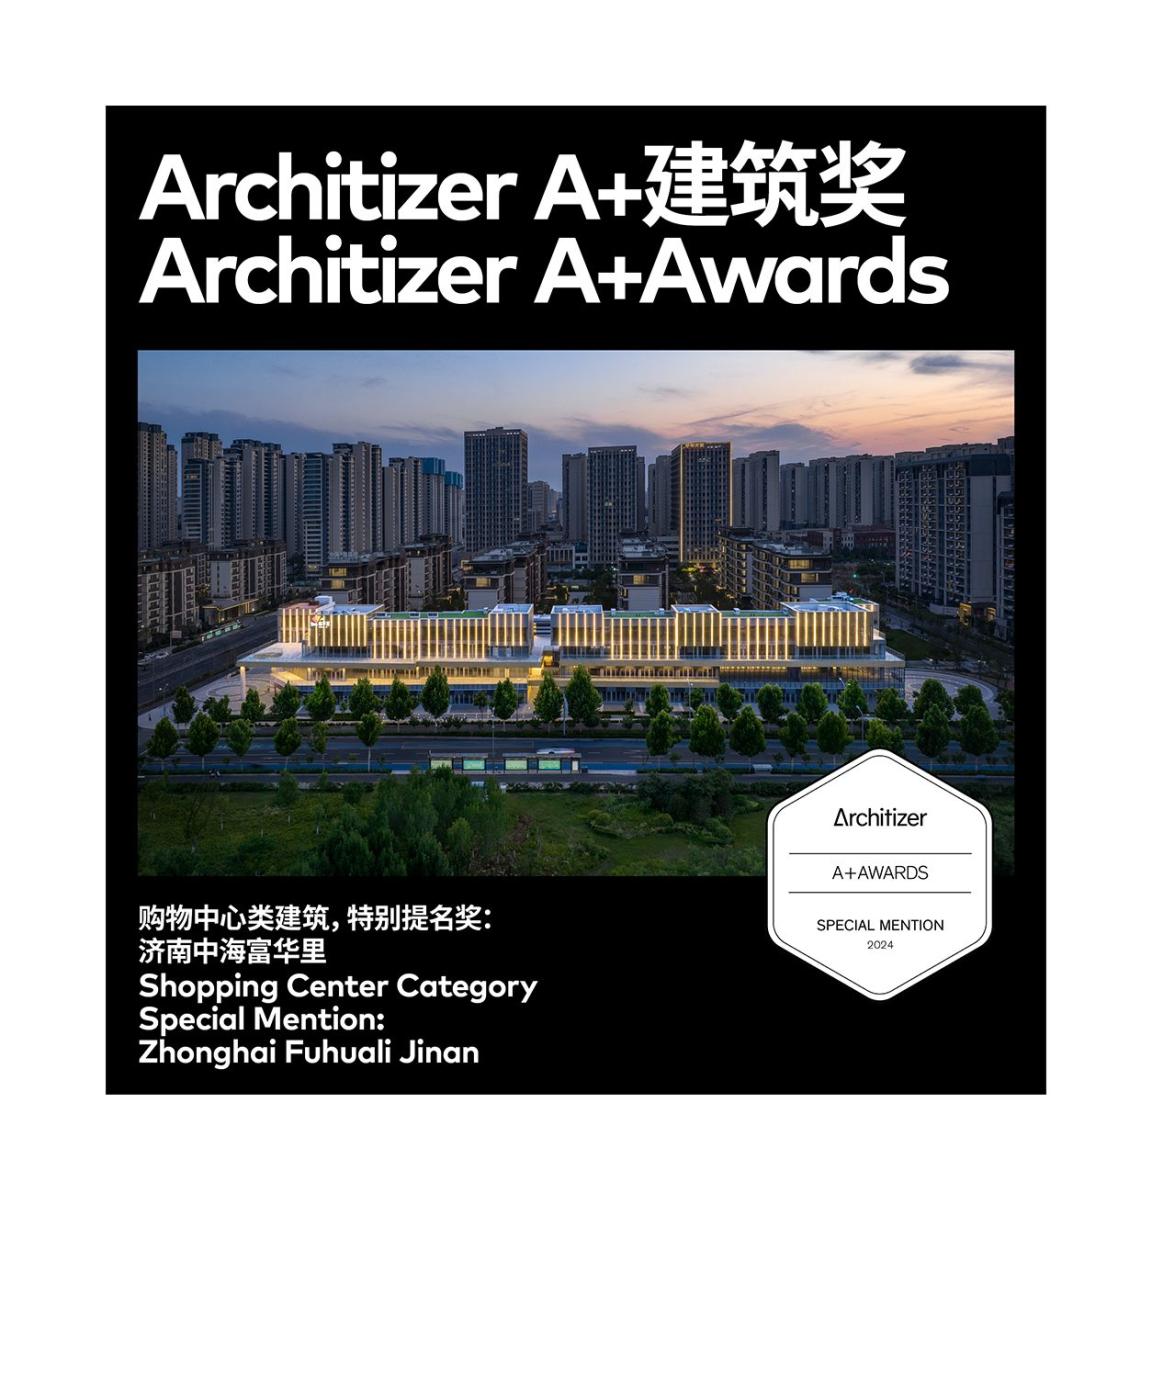 Architizer A+建筑奖
Architizer A+Awards
购物中心类建筑，特别提名奖：
济南中海富华里
Shopping Center Category
Special Mention:
Zhonghai Fuhuali Jinan
Architizer
A+AWARDS
SPECIAL MENTION
2024